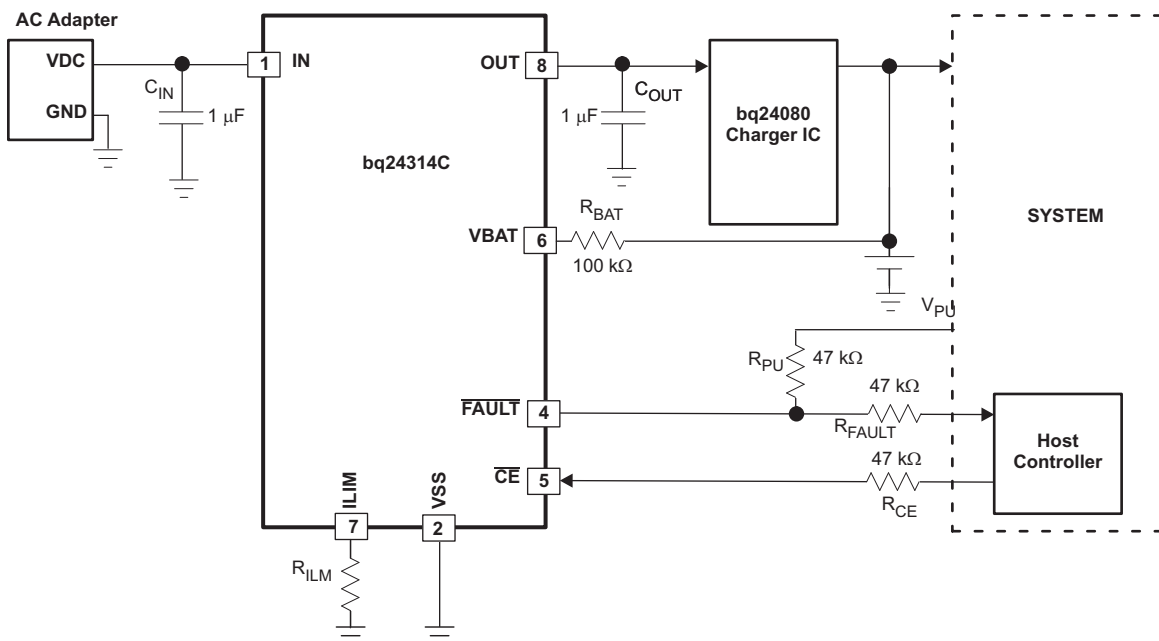 AC Adapter
VDC
GND
C_IN
1 μF
1
IN
bq24314C
OUT
8
C_OUT
1 μF
bq24080
Charger IC
SYSTEM
VBAT
6
R_BAT
100 kΩ
V_PU
R_PU
47 kΩ
F̅A̅U̅L̅T̅
4
47 kΩ
R_FAULT
Host
Controller
C̅E̅
5
47 kΩ
R_CE
ILIM
7
VSS
2
R_ILM